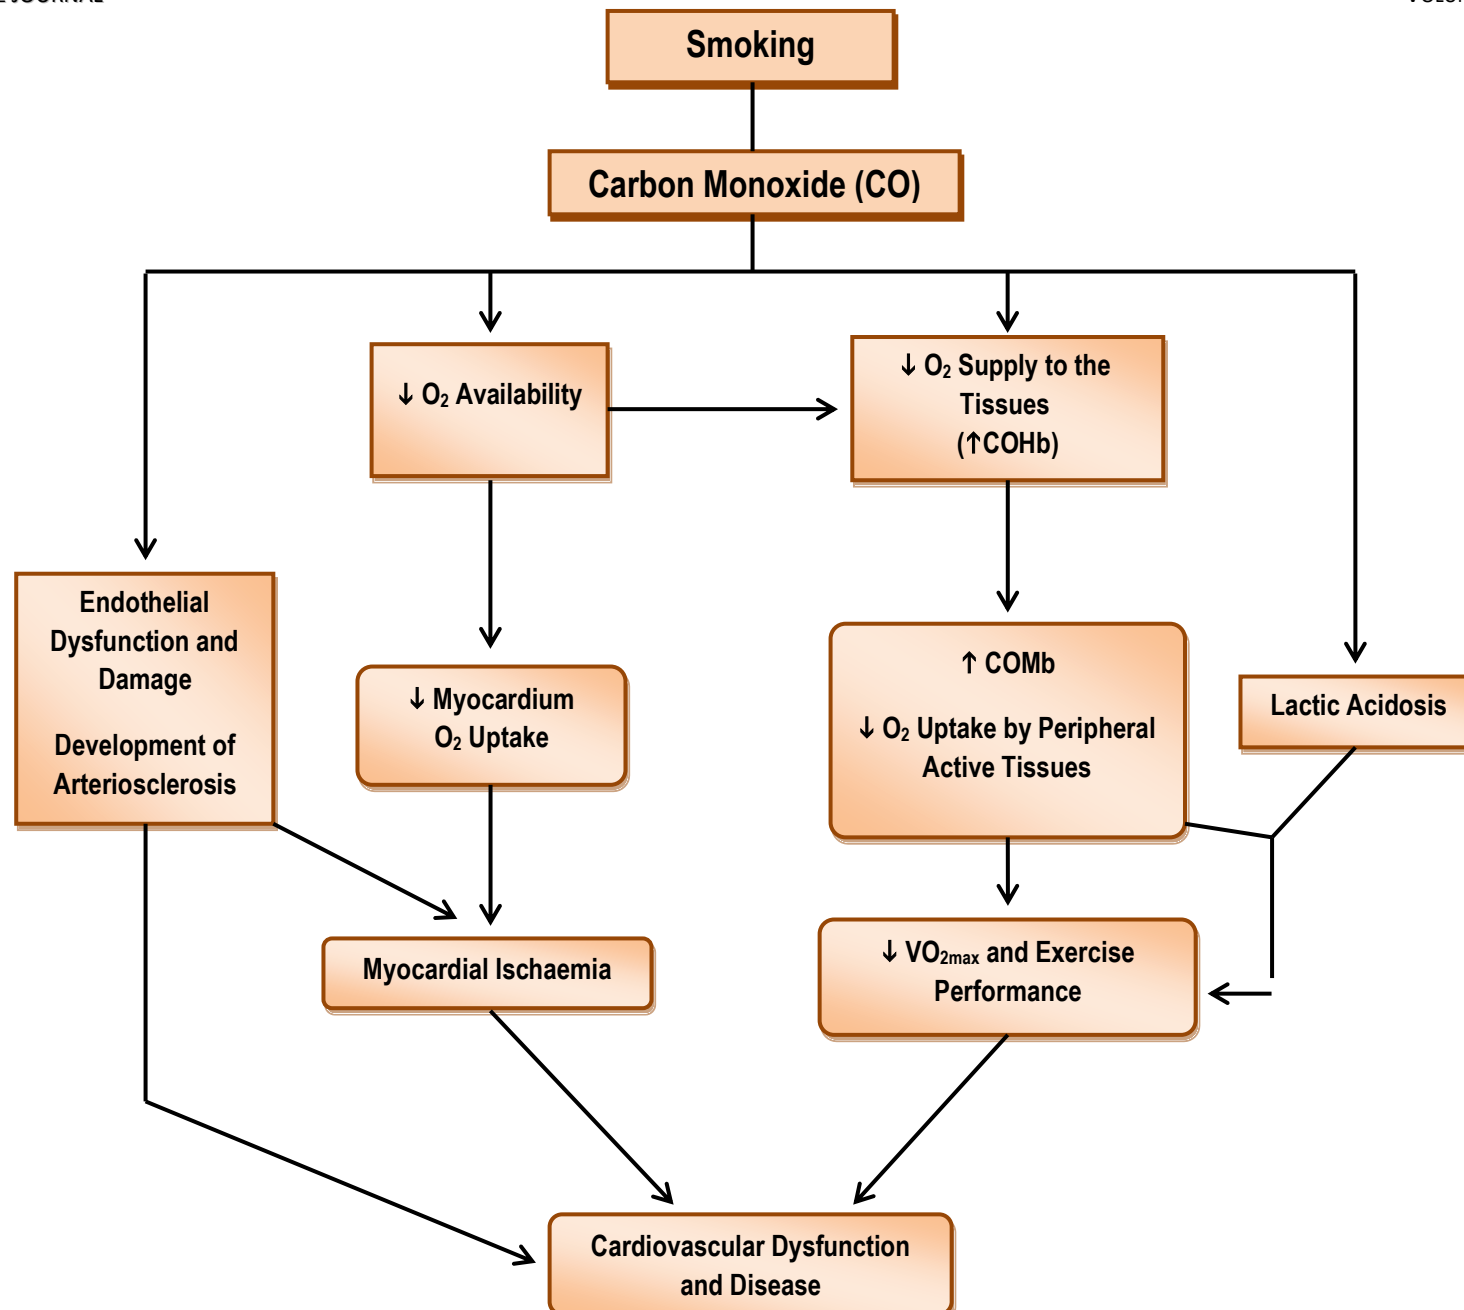 JOURNAL
Smoking
Carbon Monoxide (CO)
↓ O₂ Availability
↓ O₂ Supply to the
Tissues
(↑COHb)
Endothelial
Dysfunction and
Damage
Development of
Arteriosclerosis
↓ Myocardium
O₂ Uptake
↑ COMb
↓ O₂ Uptake by Peripheral
Active Tissues
Lactic Acidosis
Myocardial Ischaemia
↓ VO₂max and Exercise
Performance
Cardiovascular Dysfunction
and Disease